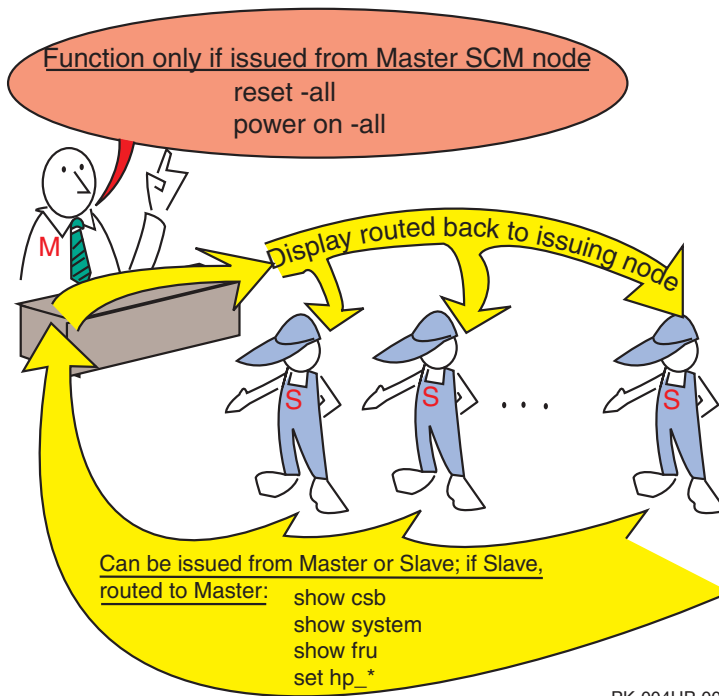 Function only if issued from Master SCM node
reset -all
power on -all
M
Display routed back to issuing node
S
S
. . .
S
Can be issued from Master or Slave; if Slave,
routed to Master:
show csb
show system
show fru
set hp_*